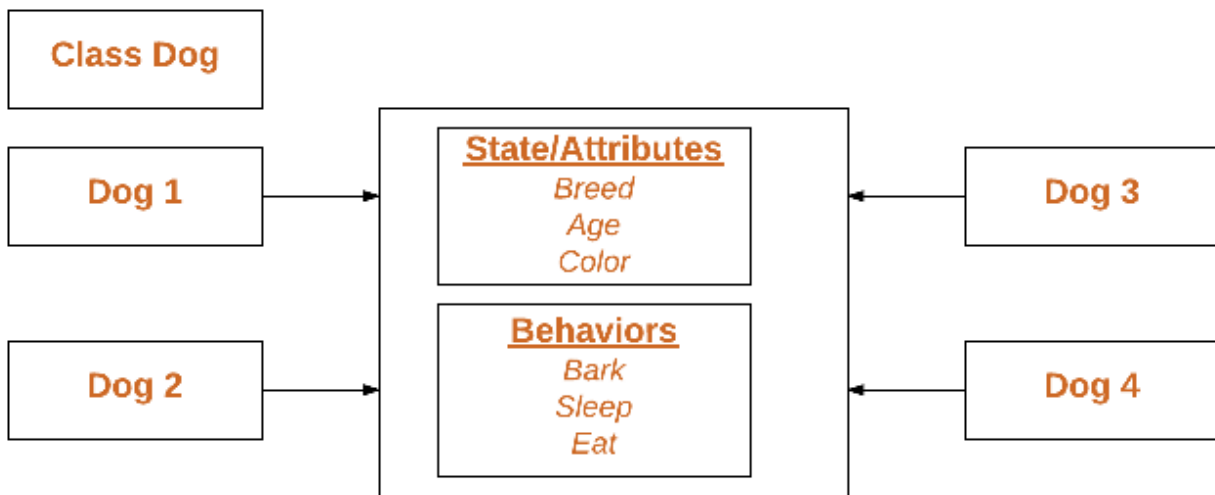 Class Dog
Dog 1
Dog 2
State/Attributes
Breed
Age
Color
Behaviors
Bark
Sleep
Eat
Dog 3
Dog 4